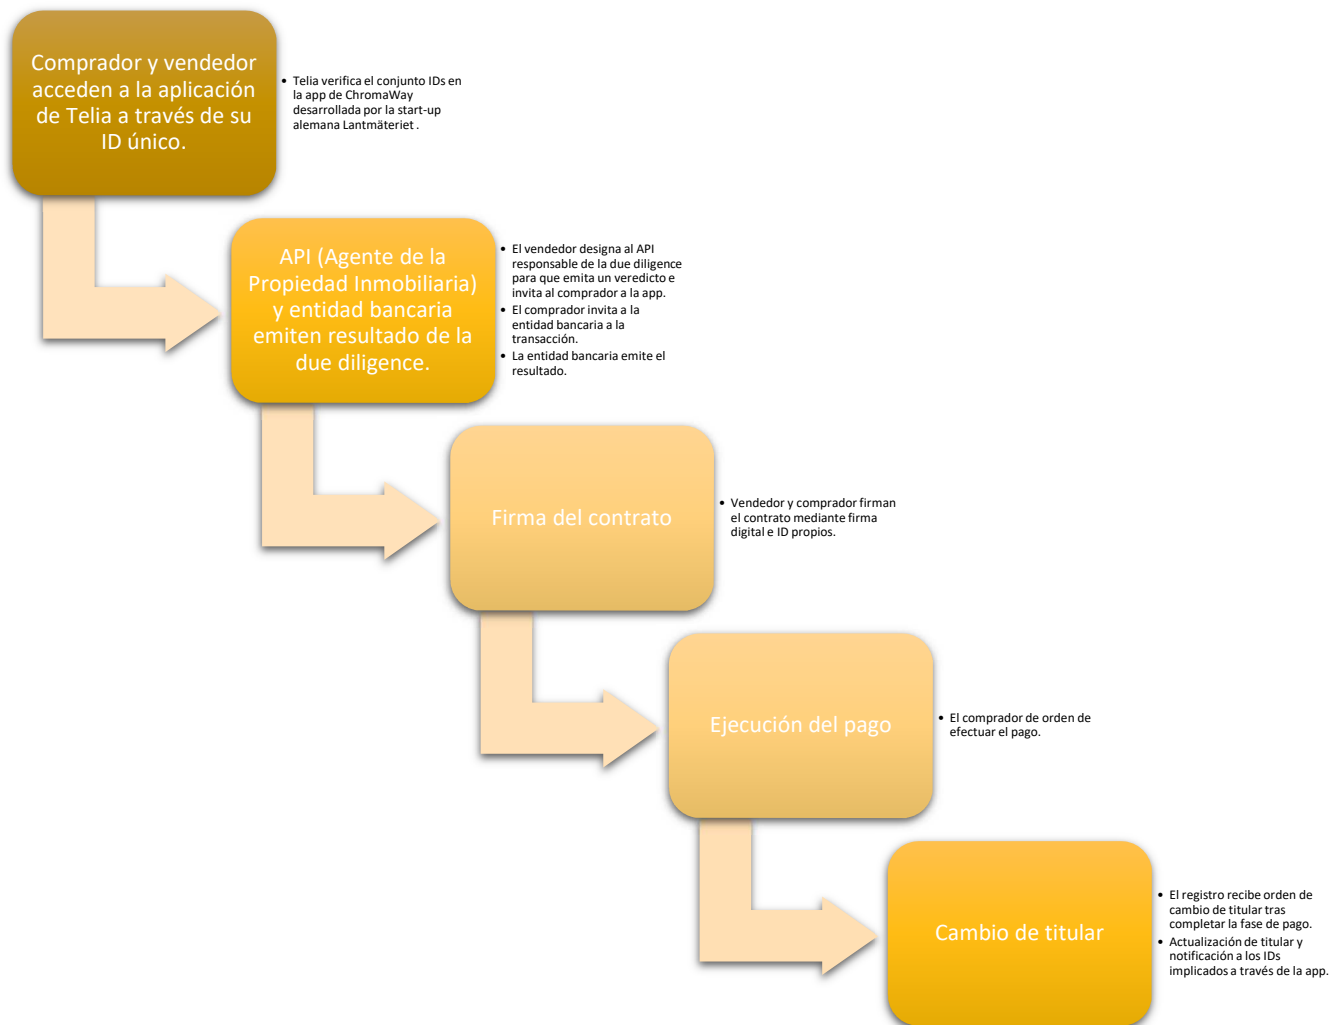 Comprador y vendedor
acceden a la aplicación
de Telia a través de su
ID único.
• Telia verifica el conjunto IDs en
la app de ChromaWay
desarrollada por la start-up
alemana Lantmäteriet .
API (Agente de la
Propiedad Inmobiliaria)
y entidad bancaria
emiten resultado de la
due diligence.
• El vendedor designa al API
responsable de la due diligence
para que emita un veredicto e
invita al comprador a la app.
• El comprador invita a la
entidad bancaria a la
transacción.
• La entidad bancaria emite el
resultado.
Firma del contrato
• Vendedor y comprador firman
el contrato mediante firma
digital e ID propios.
Ejecución del pago
• El comprador de orden de
efectuar el pago.
Cambio de titular
• El registro recibe orden de
cambio de titular tras
completar la fase de pago.
• Actualización de titular y
notificación a los IDs
implicados a través de la app.